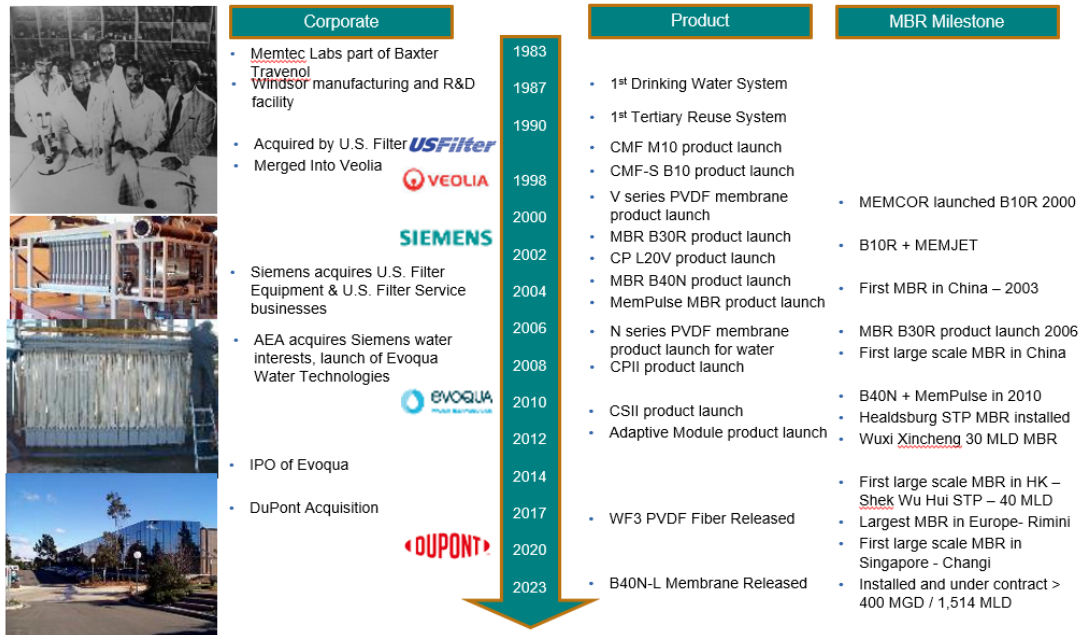 Corporate
Product
MBR Milestone
• Memtec Labs part of Baxter
Travenol
• Windsor manufacturing and R&D
facility
• Acquired by U.S. Filter
USFilter
• Merged Into Veolia
VEOLIA
SIEMENS
• Siemens acquires U.S. Filter
Equipment & U.S. Filter Service
businesses
• AEA acquires Siemens water
interests, launch of Evoqua
Water Technologies
evoqua
• IPO of Evoqua
• DuPont Acquisition
DUPONT
1983
1987
1990
1998
2000
2002
2004
2006
2008
2010
2012
2014
2017
2020
2023
• 1st Drinking Water System
• 1st Tertiary Reuse System
• CMF M10 product launch
• CMF-S B10 product launch
• V series PVDF membrane
product launch
• MBR B30R product launch
• CP L20V product launch
• MBR B40N product launch
• MemPulse MBR product launch
• N series PVDF membrane
product launch for water
• CPII product launch
• CSII product launch
• Adaptive Module product launch
• WF3 PVDF Fiber Released
• B40N-L Membrane Released
• MEMCOR launched B10R 2000
• B10R + MEMJET
• First MBR in China – 2003
• MBR B30R product launch 2006
• First large scale MBR in China
• B40N + MemPulse in 2010
• Healdsburg STP MBR installed
• Wuxi Xincheng 30 MLD MBR
• First large scale MBR in HK –
Shek Wu Hui STP – 40 MLD
• Largest MBR in Europe- Rimini
• First large scale MBR in
Singapore - Changi
• Installed and under contract >
400 MGD / 1,514 MLD